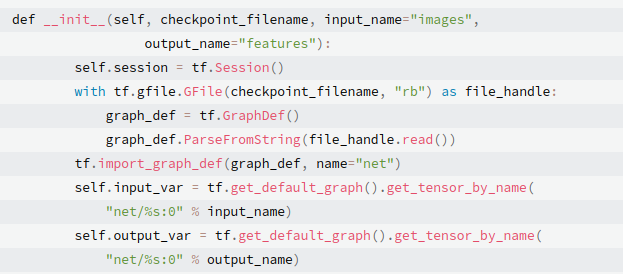 def __init__(self, checkpoint_filename, input_name="images",
                 output_name="features"):
        self.session = tf.Session()
        with tf.gfile.GFile(checkpoint_filename, "rb") as file_handle:
            graph_def = tf.GraphDef()
            graph_def.ParseFromString(file_handle.read())
        tf.import_graph_def(graph_def, name="net")
        self.input_var = tf.get_default_graph().get_tensor_by_name(
            "net/%s:0" % input_name)
        self.output_var = tf.get_default_graph().get_tensor_by_name(
            "net/%s:0" % output_name)